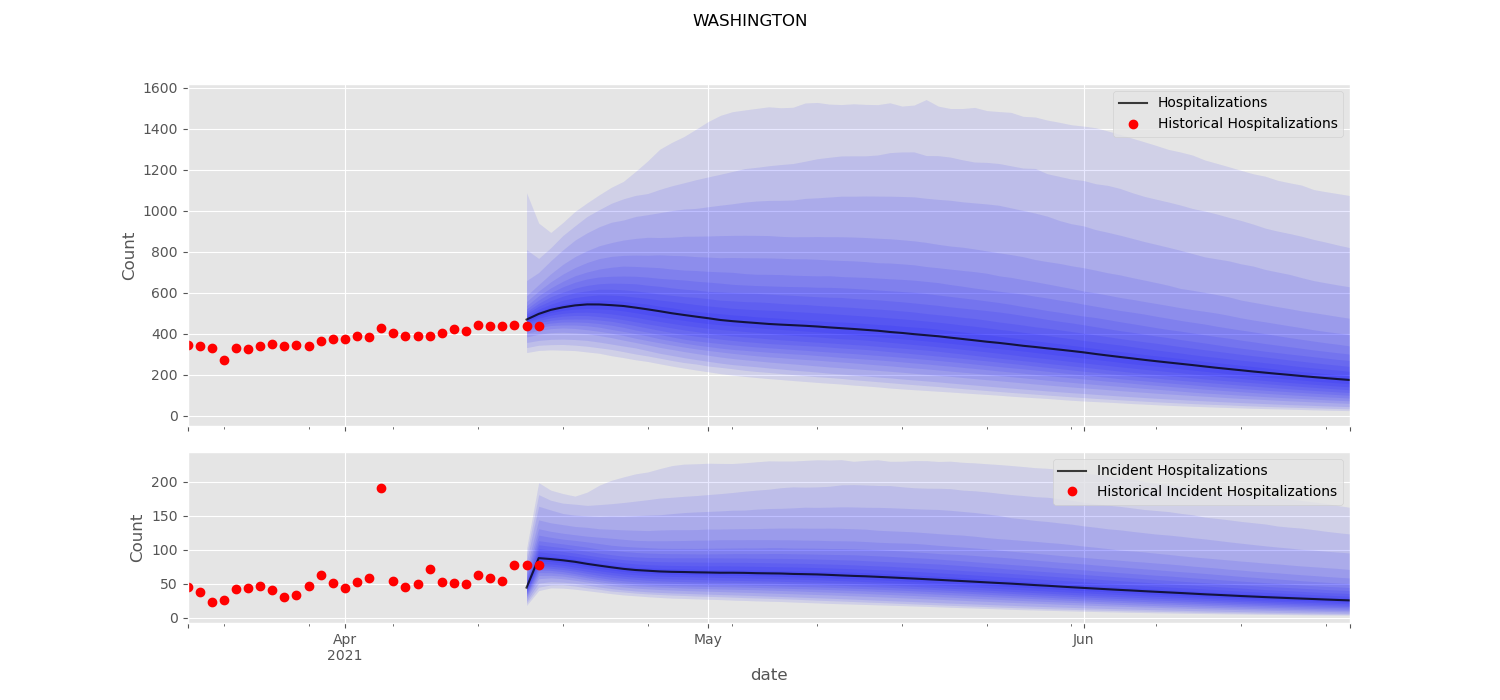 WASHINGTON
1600
1400
1200
1000
800
600
400
200
0
Count
Hospitalizations
Historical Hospitalizations
200
150
100
50
0
Count
Incident Hospitalizations
Historical Incident Hospitalizations
Apr
2021
May
Jun
date